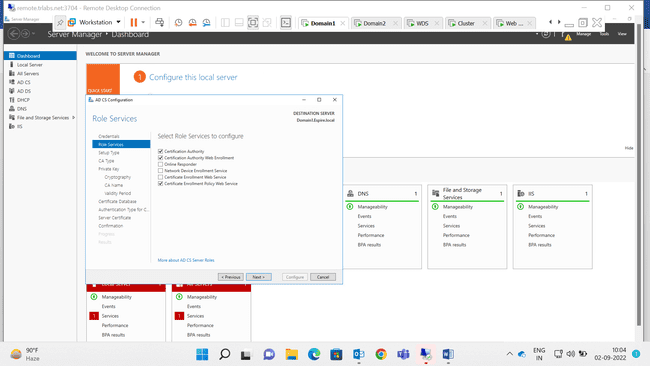 remote.trlabs.net:3704 - Remote Desktop Connection
Server Manager
Workstation
Domain1
Domain2
WDS
Cluster
Web ...
Server Manager
Dashboard
Manage
Tools
View
Dashboard
Local Server
All Servers
AD CS
AD DS
DHCP
DNS
File and Storage Services
IIS
WELCOME TO SERVER MANAGER
1 Configure this local server
quick start
Hide
AD CS Configuration
Role Services
DESTINATION SERVER
Credentials
Role Services
Setup Type
CA Type
Private Key
Cryptography
CA Name
Validity Period
Certificate Database
Authentication Type for C...
Server Certificate
Confirmation
Progress
Results
Select Role Services to configure
Certification Authority
Certification Authority Web Enrollment
Online Responder
Network Device Enrollment Service
Certificate Enrollment Web Service
Certificate Enrollment Policy Web Service
More about AD CS Server Roles
< Previous
Next >
Configure
Cancel
DNS 1
Manageability
Events
Services
Performance
BPA results
File and Storage Services 1
Manageability
Events
Services
Performance
BPA results
IIS 1
Manageability
Events
Services
Performance
BPA results
Manageability
Events
1 Services
Performance
BPA results
Manageability
Events
1 Services
Performance
BPA results
90°F
Haze
ENG
IN
10:04
02-09-2022